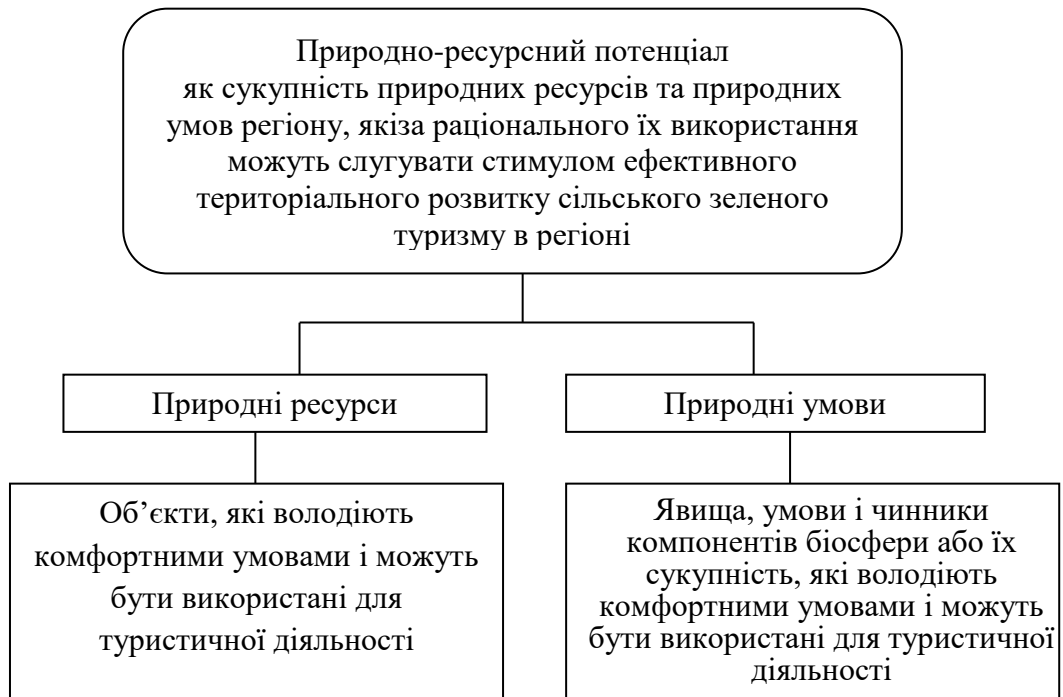 Природно-ресурсний потенціал
як сукупність природних ресурсів та природних
умов регіону, якіза раціонального їх використання
можуть слугувати стимулом ефективного
територіального розвитку сільського зеленого
туризму в регіоні
Природні ресурси
Природні умови
Об’єкти, які володіють
комфортними умовами і можуть
бути використані для
туристичної діяльності
Явища, умови і чинники
компонентів біосфери або їх
сукупність, які володіють
комфортними умовами і можуть
бути використані для туристичної
діяльності